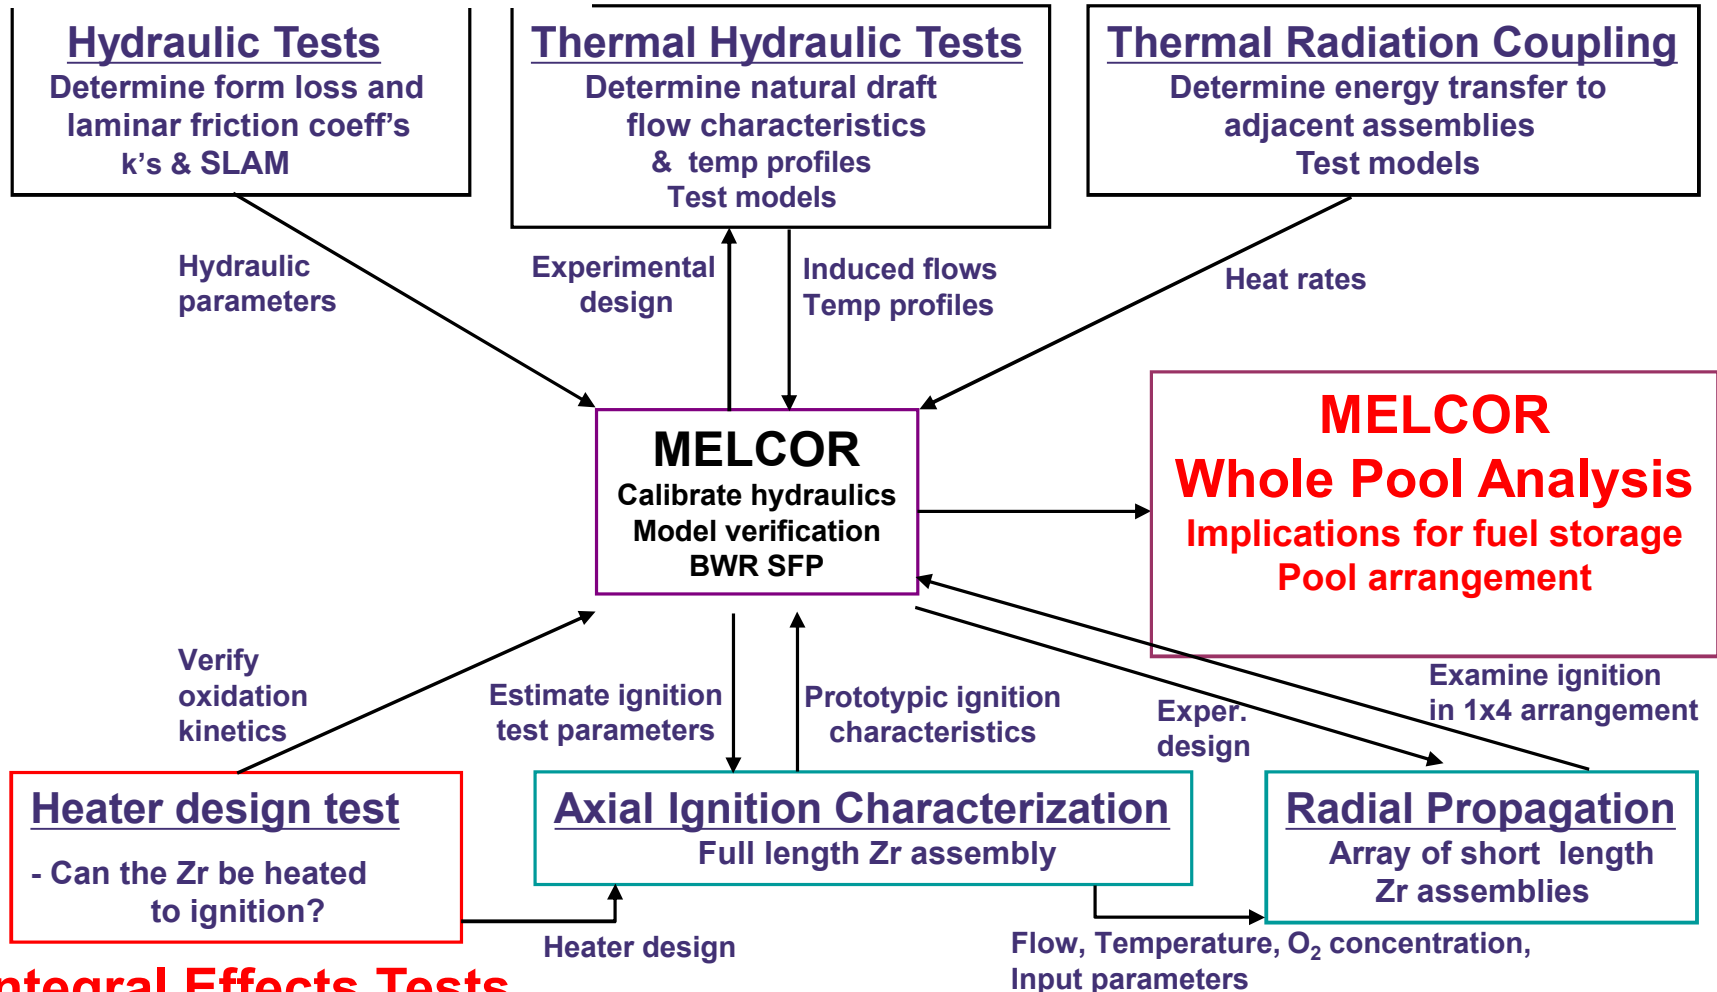 Hydraulic Tests
Determine form loss and
laminar friction coeff's
k's & SLAM
Thermal Hydraulic Tests
Determine natural draft
flow characteristics
& temp profiles
Test models
Thermal Radiation Coupling
Determine energy transfer to
adjacent assemblies
Test models
Hydraulic
parameters
Experimental
design
Induced flows
Temp profiles
Heat rates
MELCOR
Calibrate hydraulics
Model verification
BWR SFP
MELCOR
Whole Pool Analysis
Implications for fuel storage
Pool arrangement
Verify
oxidation
kinetics
Estimate ignition
test parameters
Prototypic ignition
characteristics
Exper.
design
Examine ignition
in 1x4 arrangement
Heater design test
- Can the Zr be heated
to ignition?
Axial Ignition Characterization
Full length Zr assembly
Radial Propagation
Array of short length
Zr assemblies
Heater design
Flow, Temperature, O₂ concentration,
Input parameters
ntegral Effects Tests